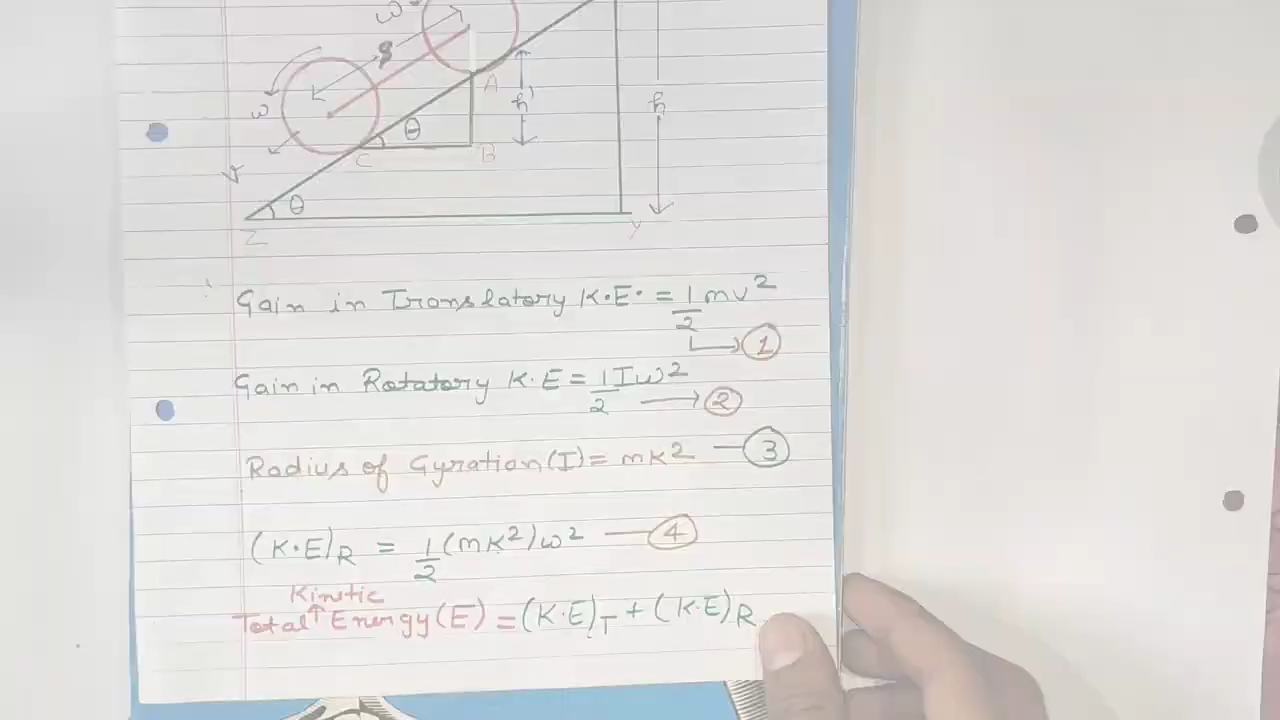 ω
s
A
h'
h
ω
θ
C
B
v
θ
Z
Y
Gain in Translatory K.E. = 1/2 mv²
→ ①
Gain in Rotatory K.E = 1/2 Iω² → ②
Radius of Gyration (I) = mk² — ③
(K.E)R = 1/2 (mk²)ω² — ④
Kinetic
Total ↑ Energy (E) = (K.E)T + (K.E)R